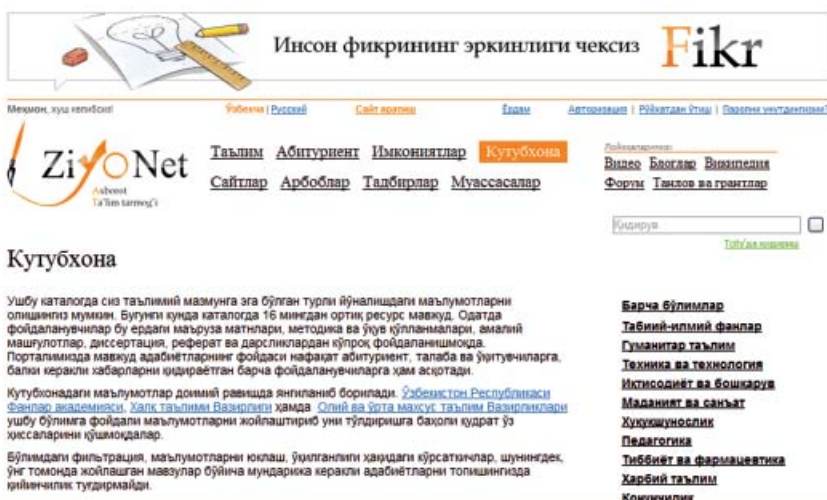 Инсон фикрининг эркинлиги чексиз Fikr
Меҳмон, хуш келибсиз! Ўзбекча | Русский Сайт яратиш Ёрдам Авторизация | Рўйхатдан ўтиш | Паролни унутдингизми?
ZiyoNet
Axborot
Ta'lim tarmog'i
Таълим Абитуриент Имкониятлар Кутубхона
Сайтлар Арбоблар Тадбирлар Муассасалар
Лойиҳаларимиз:
Видео Блоглар Википедия
Форум Танлов ва грантлар
Қидирув
Кутубхона
Ушбу каталогда сиз таълимий мазмунга эга бўлган турли йўналишдаги маълумотларни
олишингиз мумкин. Бугунги кунда каталогда 16 мингдан ортиқ ресурс мавжуд. Одатда
фойдаланувчилар бу ердаги маъруза матнлари, методика ва ўқув қўлланмалари, амалий
машғулотлар, диссертация, реферат ва дарсликлардан кўпроқ фойдаланишмоқда.
Порталимизда мавжуд адабиётларнинг фойдаси нафақат абитуриент, талаба ва ўқитувчиларга,
балки керакли хабарларни қидираётган барча фойдаланувчиларга ҳам асқотади.
Кутубхонадаги маълумотлар доимий равишда янгиланиб борилади. Ўзбекистон Республикаси
Фанлар академияси, Халқ таълими Вазирлиги ҳамда Олий ва ўрта махсус таълим Вазирликлари
ушбу бўлимга фойдали маълумотларни жойлаштириб уни тўлдиришга баҳоли қудрат ўз
ҳиссаларини қўшмоқдалар.
Бўлимдаги фильтрация, маълумотларни юклаш, ўқилганлиги ҳақидаги кўрсаткичлар, шунингдек,
ўнг томонда жойлашган мавзулар бўйича мундарижа керакли адабиётларни топишингизда
қийинчилик туғдирмайди.
Барча бўлимлар
Табиий-илмий фанлар
Гуманитар таълим
Техника ва технология
Иқтисодиёт ва бошқарув
Маданият ва санъат
Ҳуқуқшунослик
Педагогика
Тиббиёт ва фармацевтика
Ҳарбий таълим
Қонунчилик